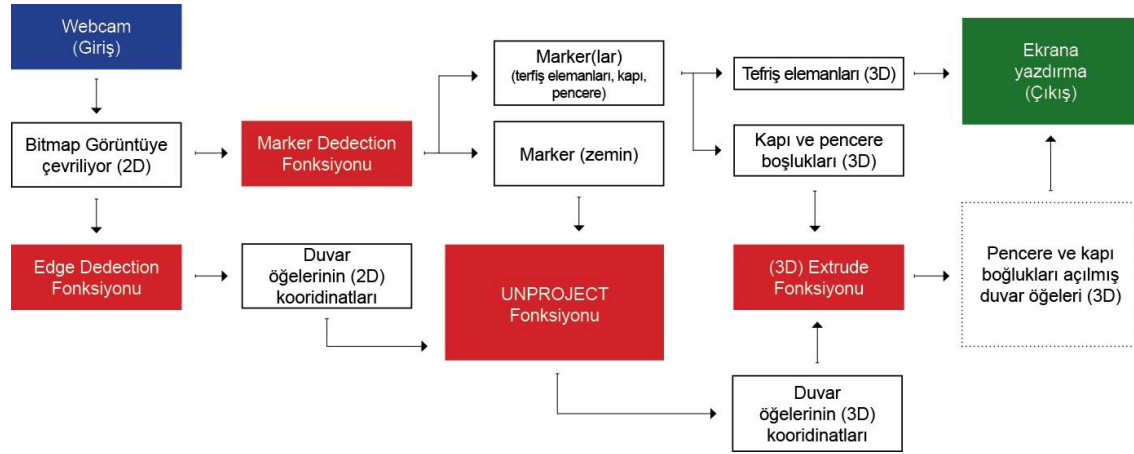 Webcam
(Giriş)
Bitmap Görüntüye
çevriliyor (2D)
Marker Dedection
Fonksiyonu
Marker(lar)
(terfiş elemanları, kapı,
pencere)
Marker (zemin)
Tefriş elemanları (3D)
Kapı ve pencere
boşlukları (3D)
Ekrana
yazdırma
(Çıkış)
Edge Dedection
Fonksiyonu
Duvar
öğelerinin (2D)
kooridinatları
UNPROJECT
Fonksiyonu
(3D) Extrude
Fonksiyonu
Pencere ve kapı
boğlukları açılmış
duvar öğeleri (3D)
Duvar
öğelerinin (3D)
kooridinatları